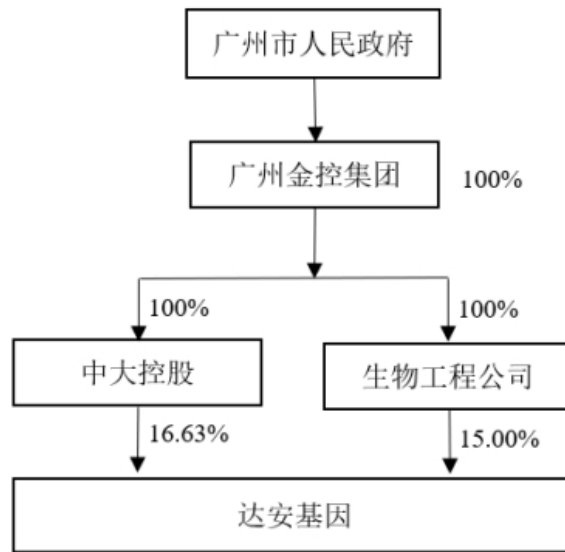 广州市人民政府
广州金控集团
100%
100%
100%
中大控股
生物工程公司
16.63%
15.00%
达安基因